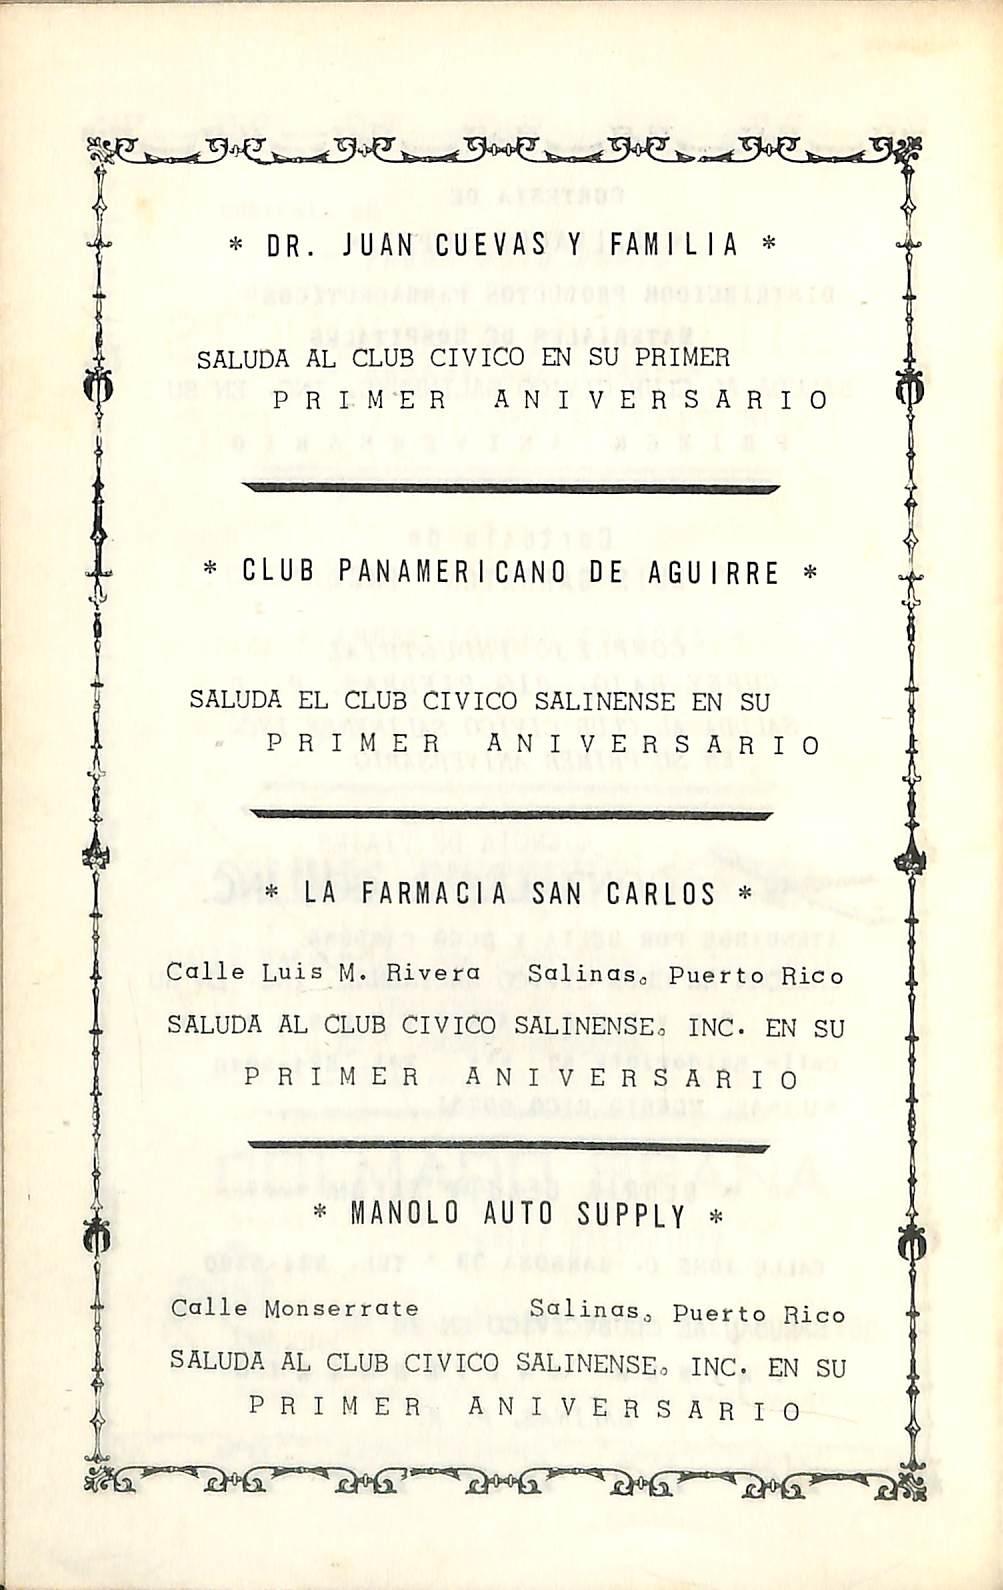 * DR. JUAN CUEVAS Y FAMILIA *
SALUDA AL CLUB CIVICO EN SU PRIMER
PRIMER ANIVERSARIO
* CLUB PANAMERICANO DE AGUIRRE *
SALUDA EL CLUB CIVICO SALINENSE EN SU
PRIMER ANIVERSARIO
* LA FARMACIA SAN CARLOS *
Calle Luis M. Rivera Salinas, Puerto Rico
SALUDA AL CLUB CIVICO SALINENSE, INC. EN SU
PRIMER ANIVERSARIO
* MANOLO AUTO SUPPLY *
Calle Monserrate Salinas, Puerto Rico
SALUDA AL CLUB CIVICO SALINENSE, INC. EN SU
PRIMER ANIVERSARIO